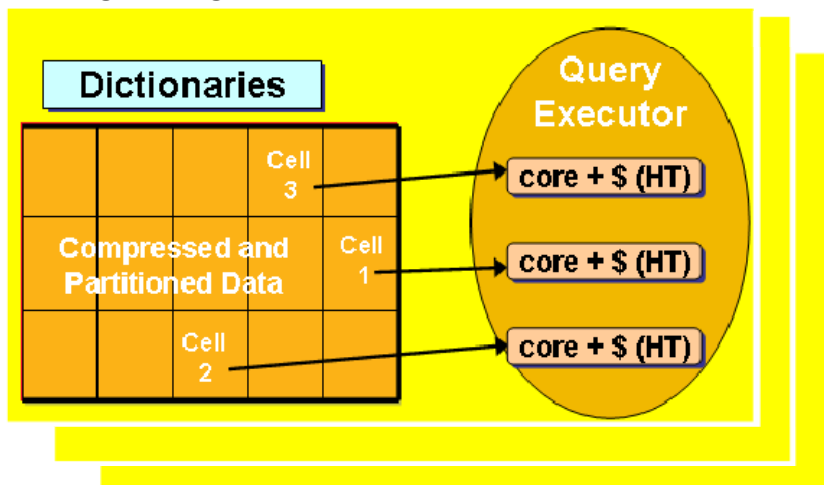 Dictionaries
Cell
3
Compressed and
Partitioned Data
Cell
1
Cell
2
Query
Executor
core + $ (HT)
core + $ (HT)
core + $ (HT)